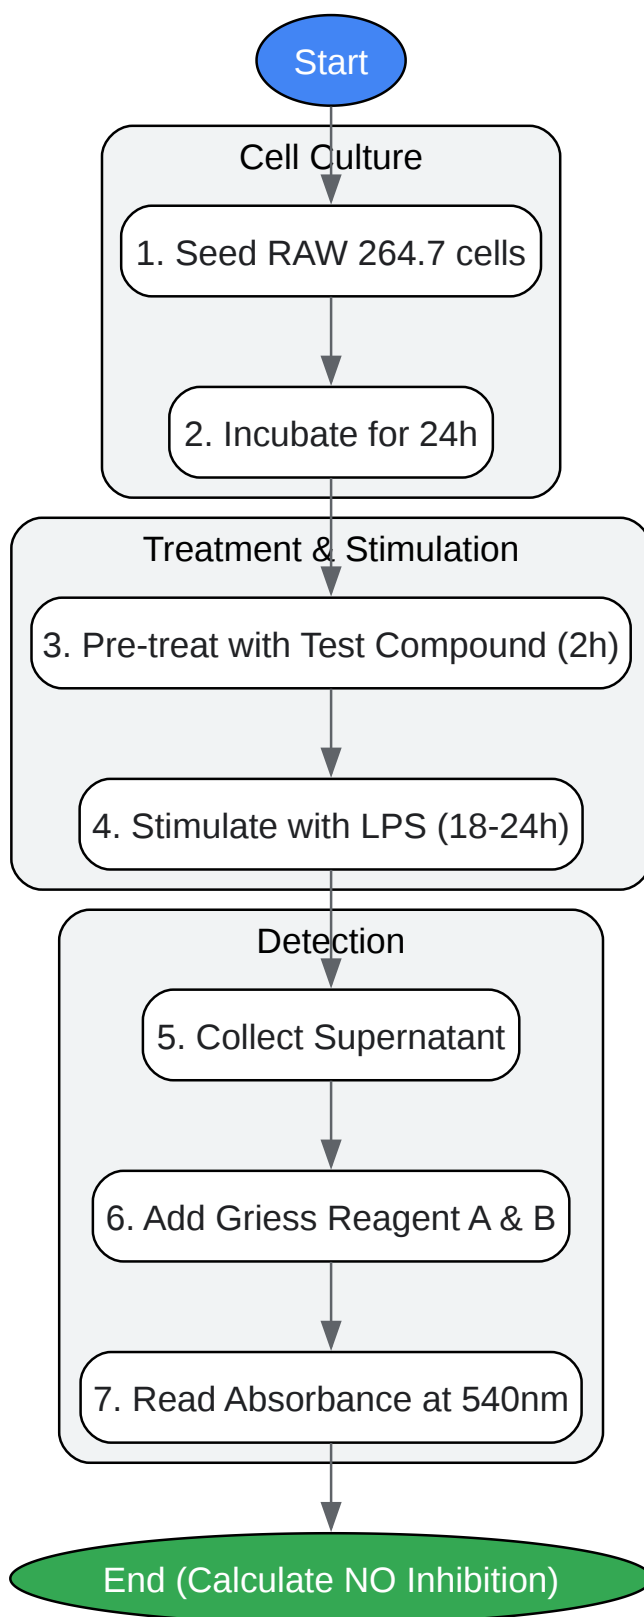 Start
Cell Culture
1. Seed RAW 264.7 cells
2. Incubate for 24h
Treatment & Stimulation
3. Pre-treat with Test Compound (2h)
4. Stimulate with LPS (18-24h)
Detection
5. Collect Supernatant
6. Add Griess Reagent A & B
7. Read Absorbance at 540nm
End (Calculate NO Inhibition)